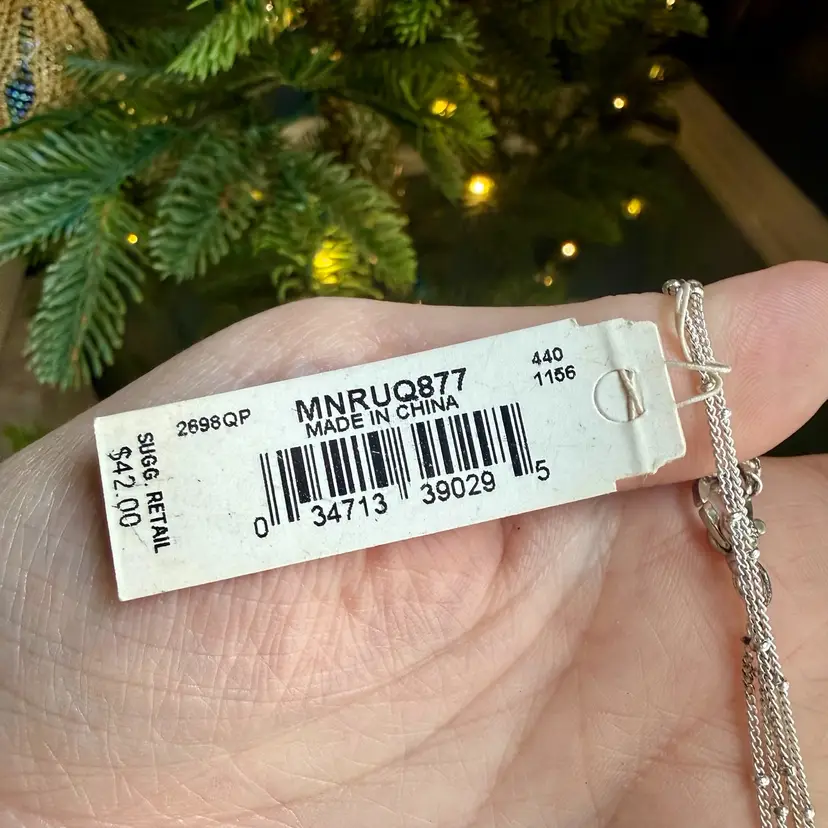 SUGG. RETAIL
$42.00
2698QP
MNRUQ877
MADE IN CHINA
0 34713 39029 5
440
1156